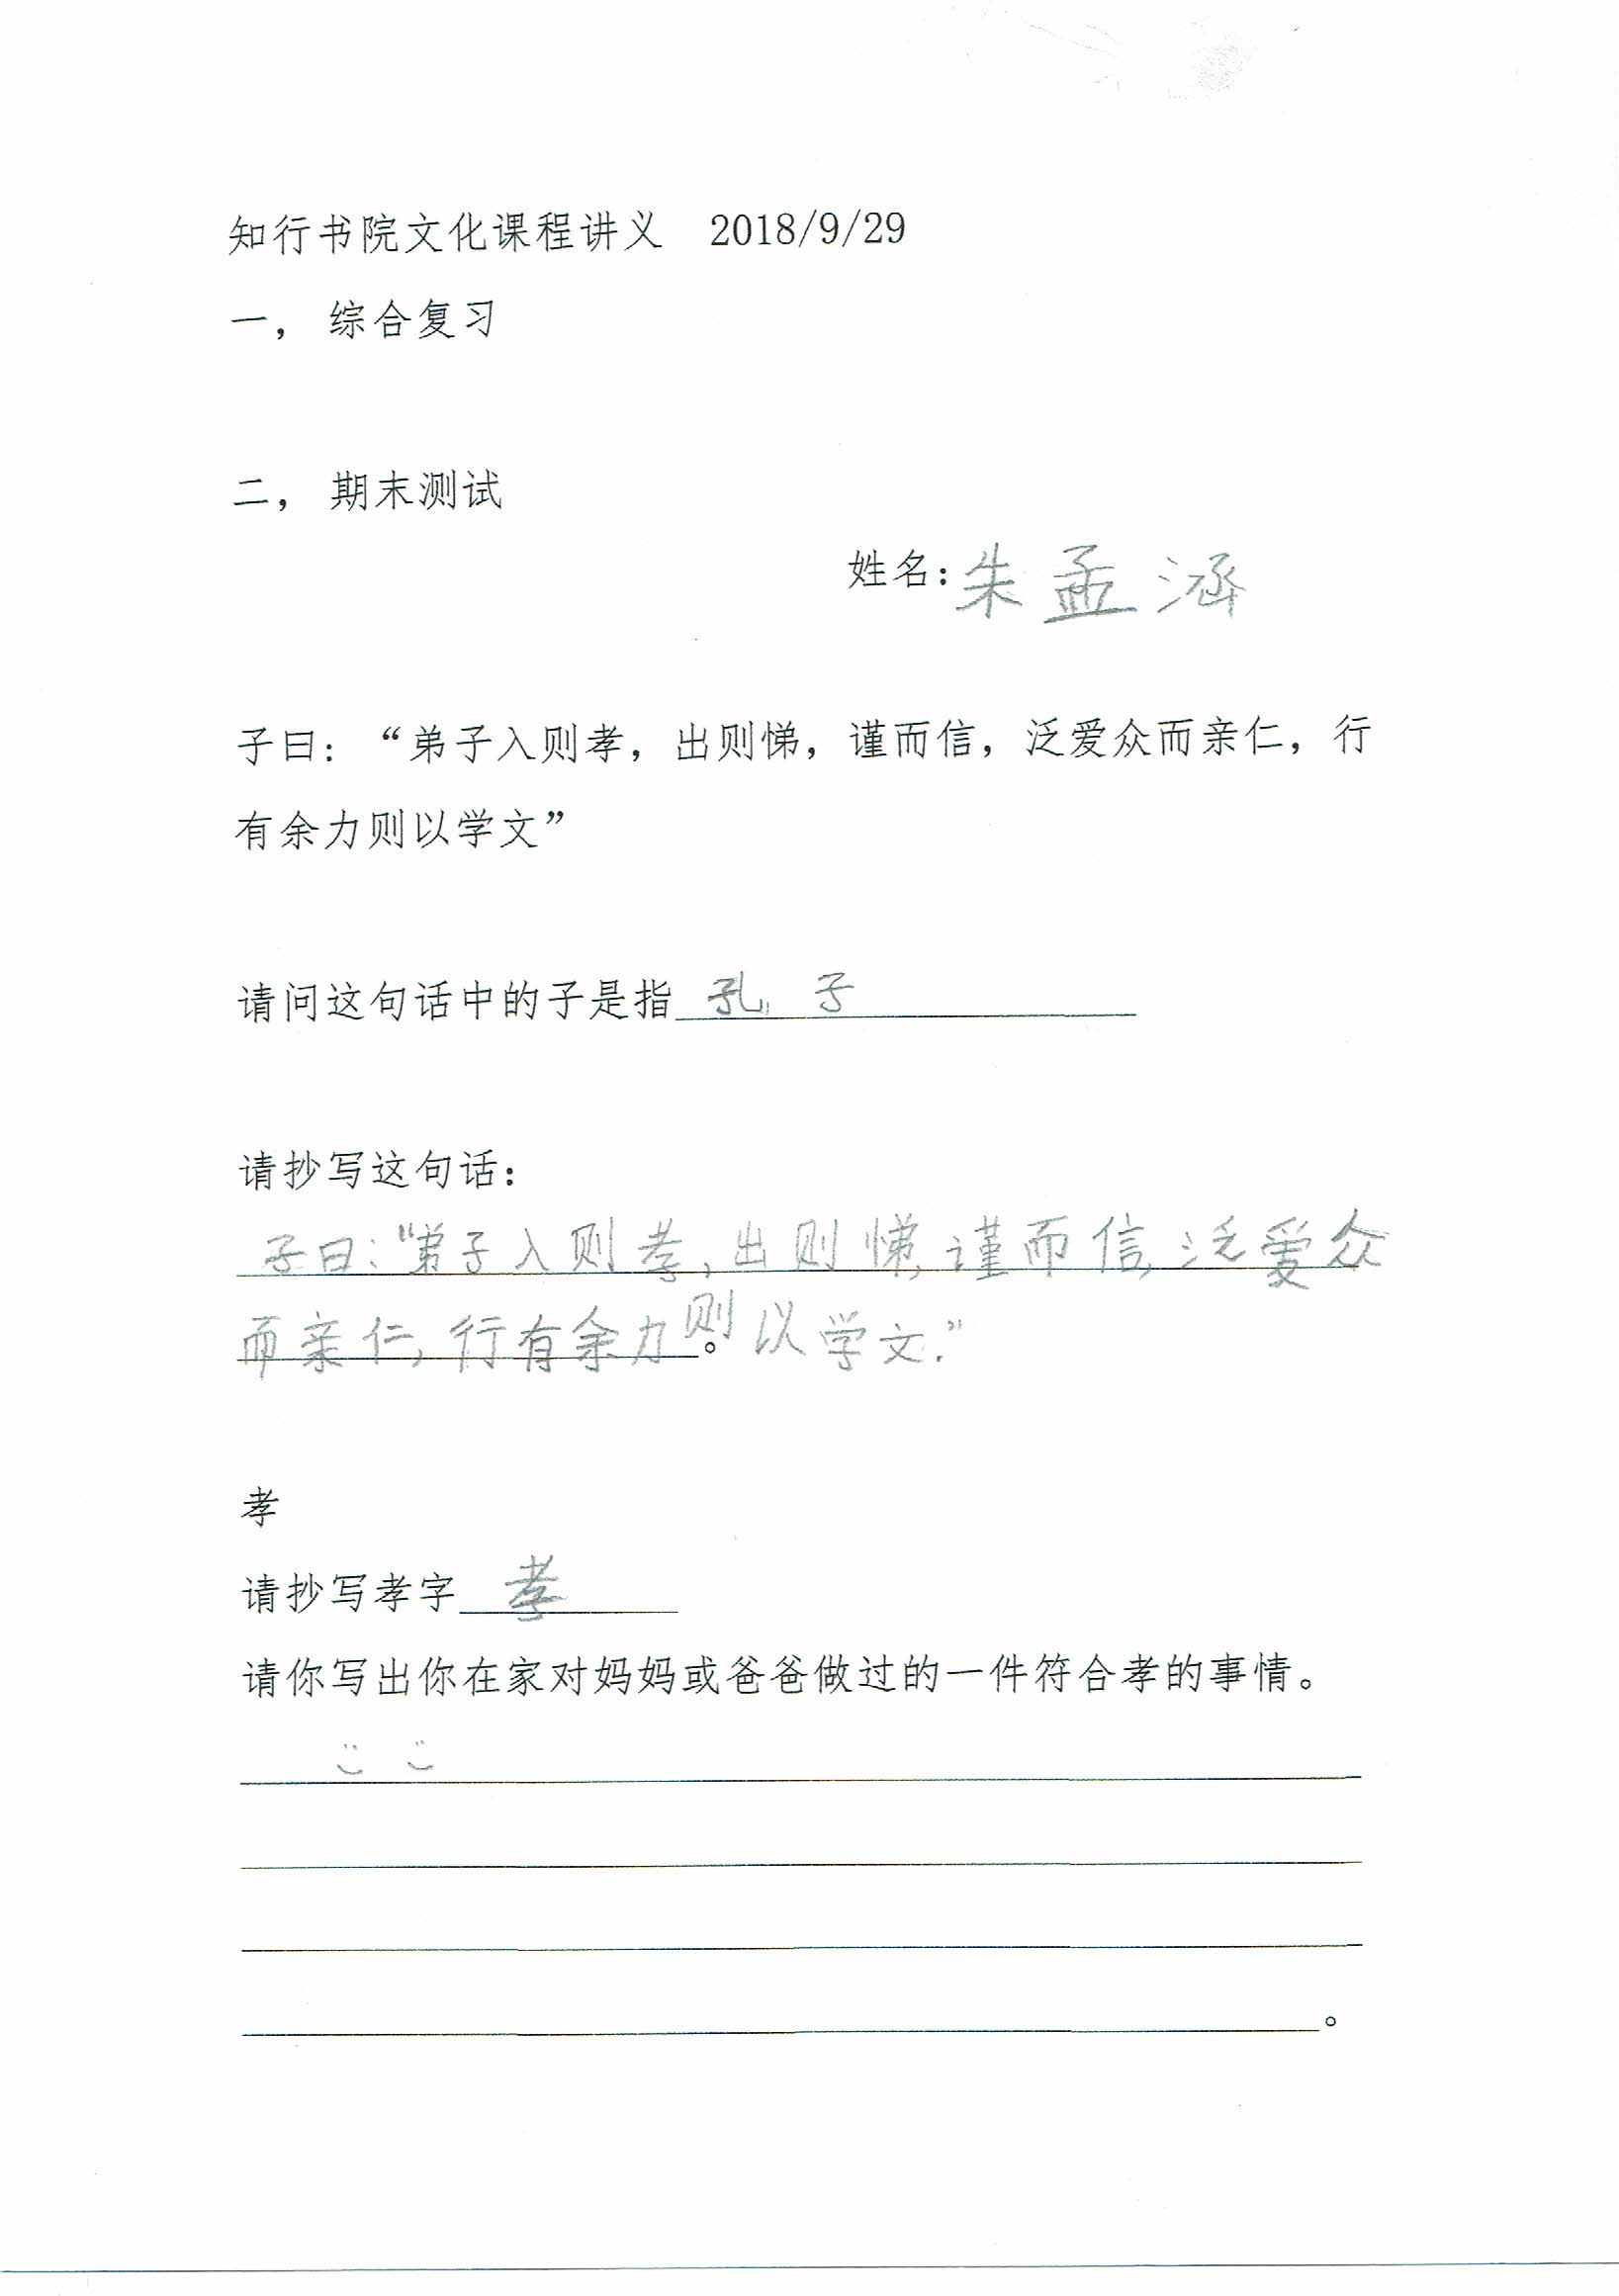 知行书院文化课程讲义 2018/9/29
一， 综合复习
二， 期末测试
姓名：朱孟涵
子曰：“弟子入则孝，出则悌，谨而信，泛爱众而亲仁，行
有余力则以学文”
请问这句话中的子是指 孔子
请抄写这句话：
子曰：“弟子入则孝，出则悌，谨而信，泛爱众
而亲仁，行有余力则。以学文.”
孝
请抄写孝字 孝
请你写出你在家对妈妈或爸爸做过的一件符合孝的事情。
。